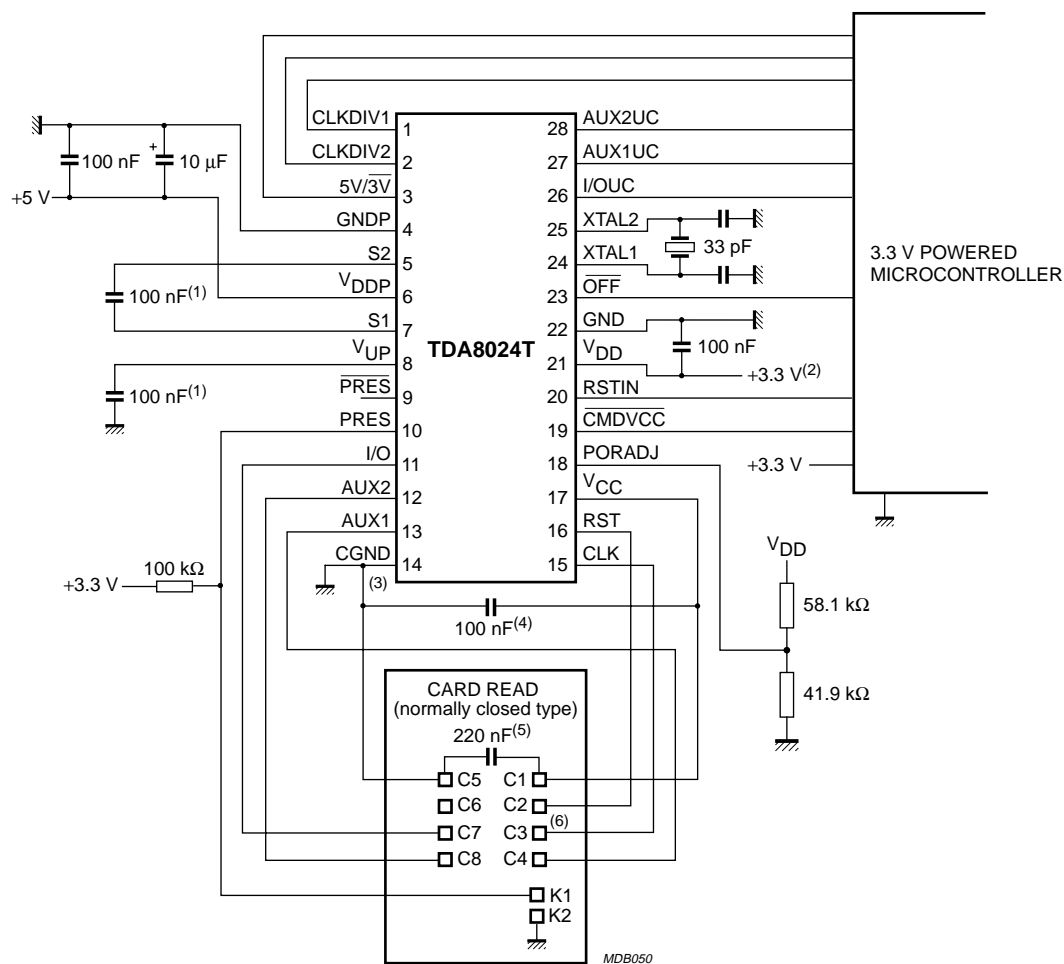 CLKDIV1
1
CLKDIV2
2
5V/3V
3
GNDP
4
S2
5
VDDP
6
S1
7
VUP
8
PRES
9
PRES
10
I/O
11
AUX2
12
AUX1
13
CGND
14
(3)
TDA8024T
28
AUX2UC
27
AUX1UC
26
I/OUC
25
XTAL2
24
XTAL1
23
OFF
22
GND
21
VDD
20
RSTIN
19
CMDVCC
18
PORADJ
17
VCC
16
RST
15
CLK
100 nF
+
10 μF
+5 V
100 nF(1)
100 nF(1)
+3.3 V
100 kΩ
33 pF
100 nF
+3.3 V(2)
3.3 V POWERED
MICROCONTROLLER
+3.3 V
VDD
58.1 kΩ
41.9 kΩ
100 nF(4)
CARD READ
(normally closed type)
220 nF(5)
C5
C1
C6
C2
(6)
C7
C3
C8
C4
K1
K2
MDB050